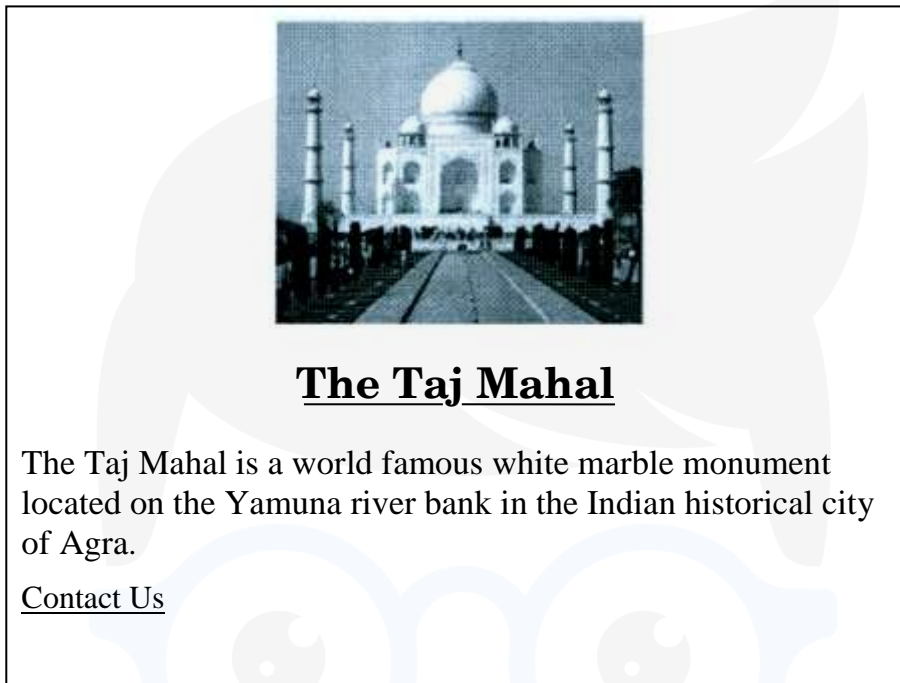 The Taj Mahal
The Taj Mahal is a world famous white marble monument
located on the Yamuna river bank in the Indian historical city
of Agra.
Contact Us